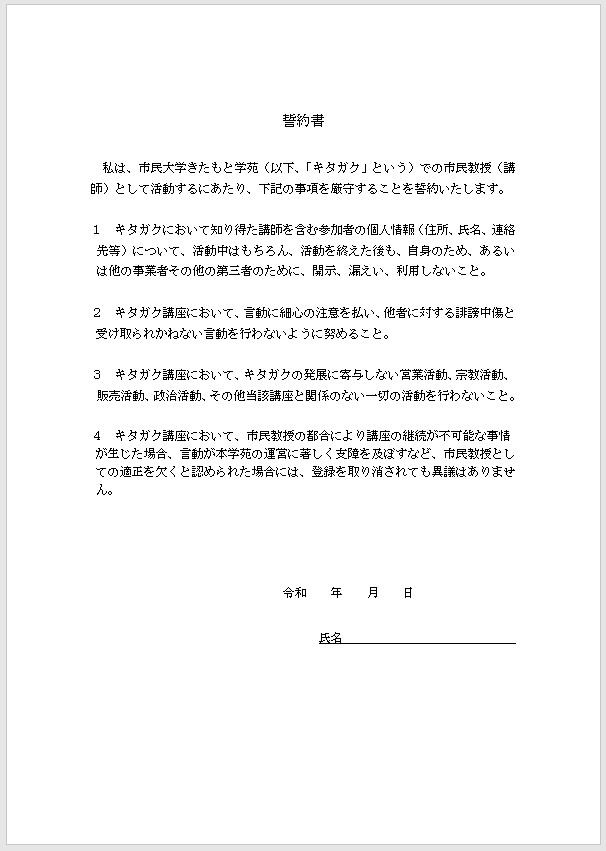 誓約書
私は、市民大学きたもと学苑（以下、「キタガク」という）での市民教授（講
師）として活動するにあたり、下記の事項を厳守することを誓約いたします。
１　キタガクにおいて知り得た講師を含む参加者の個人情報（住所、氏名、連絡
先等）について、活動中はもちろん、活動を終えた後も、自身のため、あるい
は他の事業者その他の第三者のために、開示、漏えい、利用しないこと。
２　キタガク講座において、言動に細心の注意を払い、他者に対する誹謗中傷と
受け取られかねない言動を行わないように努めること。
３　キタガク講座において、キタガクの発展に寄与しない営業活動、宗教活動、
販売活動、政治活動、その他当該講座と関係のない一切の活動を行わないこと。
４　キタガク講座において、市民教授の都合により講座の継続が不可能な事情
が生じた場合、言動が本学苑の運営に著しく支障を及ぼすなど、市民教授とし
ての適正を欠くと認められた場合には、登録を取り消されても異議はありませ
ん。
令和　　年　　月　　日
氏名